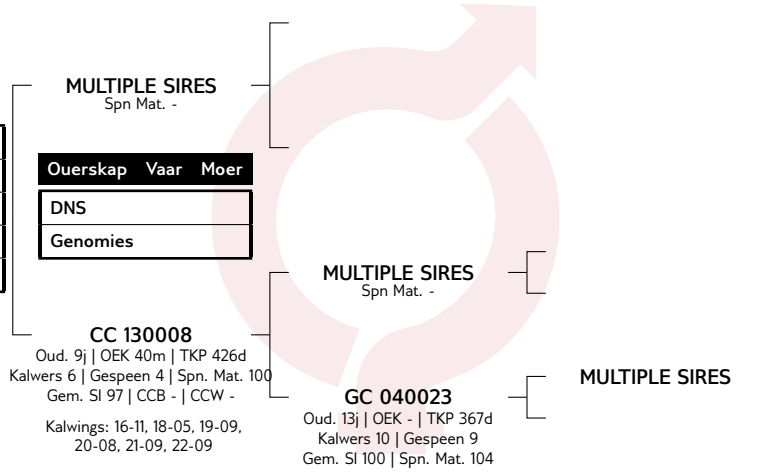 MULTIPLE SIRES
Spn Mat. -
Ouerskap Vaar Moer
DNS
Genomies
MULTIPLE SIRES
Spn Mat. -
CC 130008
Oud. 9j | OEK 40m | TKP 426d
Kalwers 6 | Gespeen 4 | Spn. Mat. 100
Gem. SI 97 | CCB - | CCW -
Kalwings: 16-11, 18-05, 19-09,
20-08, 21-09, 22-09
MULTIPLE SIRES
GC 040023
Oud. 13j | OEK - | TKP 367d
Kalwers 10 | Gespeen 9
Gem. SI 100 | Spn. Mat. 104